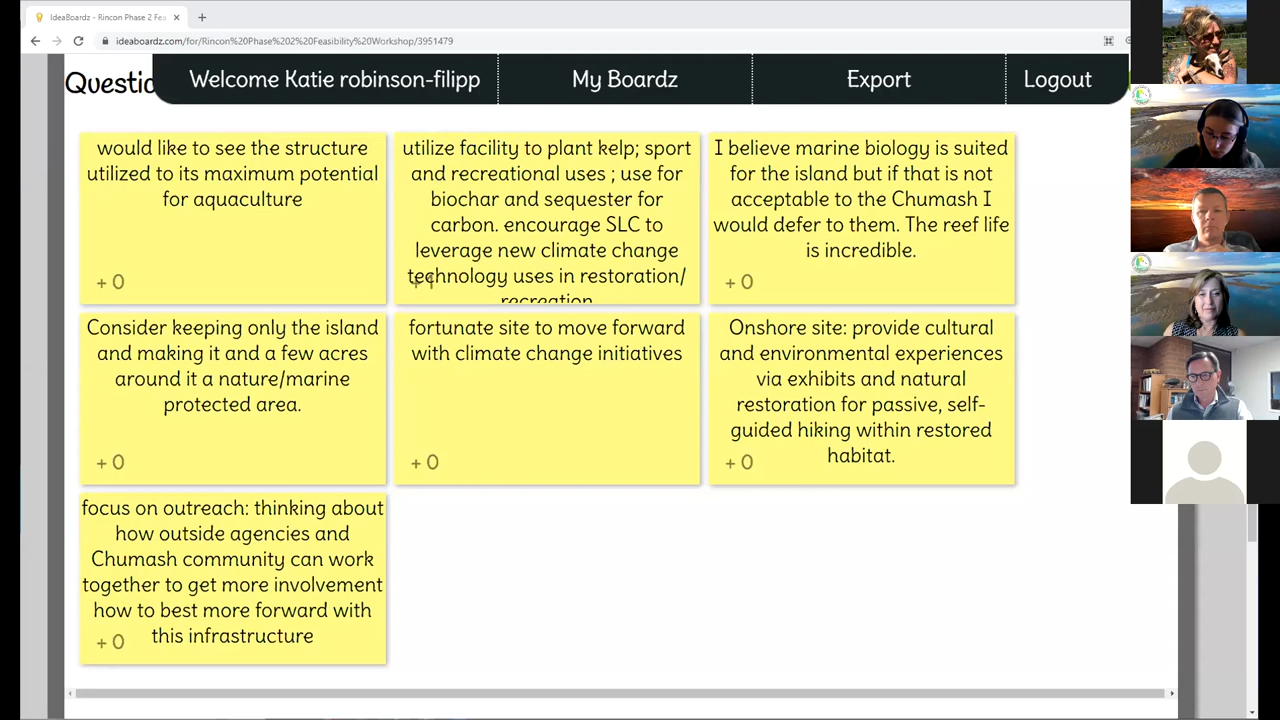 IdeaBoardz - Rincon Phase 2 Fea
ideaboardz.com/for/Rincon%20Phase%202%20Feasibility%20Workshop/3951479
Questio
Welcome Katie robinson-filipp
My Boardz
Export
Logout
would like to see the structure
utilized to its maximum potential
for aquaculture
+ 0
utilize facility to plant kelp; sport
and recreational uses ; use for
biochar and sequester for
carbon. encourage SLC to
leverage new climate change
technology uses in restoration/
recreation
+ 1
I believe marine biology is suited
for the island but if that is not
acceptable to the Chumash I
would defer to them. The reef life
is incredible.
+ 0
Consider keeping only the island
and making it and a few acres
around it a nature/marine
protected area.
+ 0
fortunate site to move forward
with climate change initiatives
+ 0
Onshore site: provide cultural
and environmental experiences
via exhibits and natural
restoration for passive, self-
guided hiking within restored
habitat.
+ 0
focus on outreach: thinking about
how outside agencies and
Chumash community can work
together to get more involvement
how to best more forward with
this infrastructure
+ 0